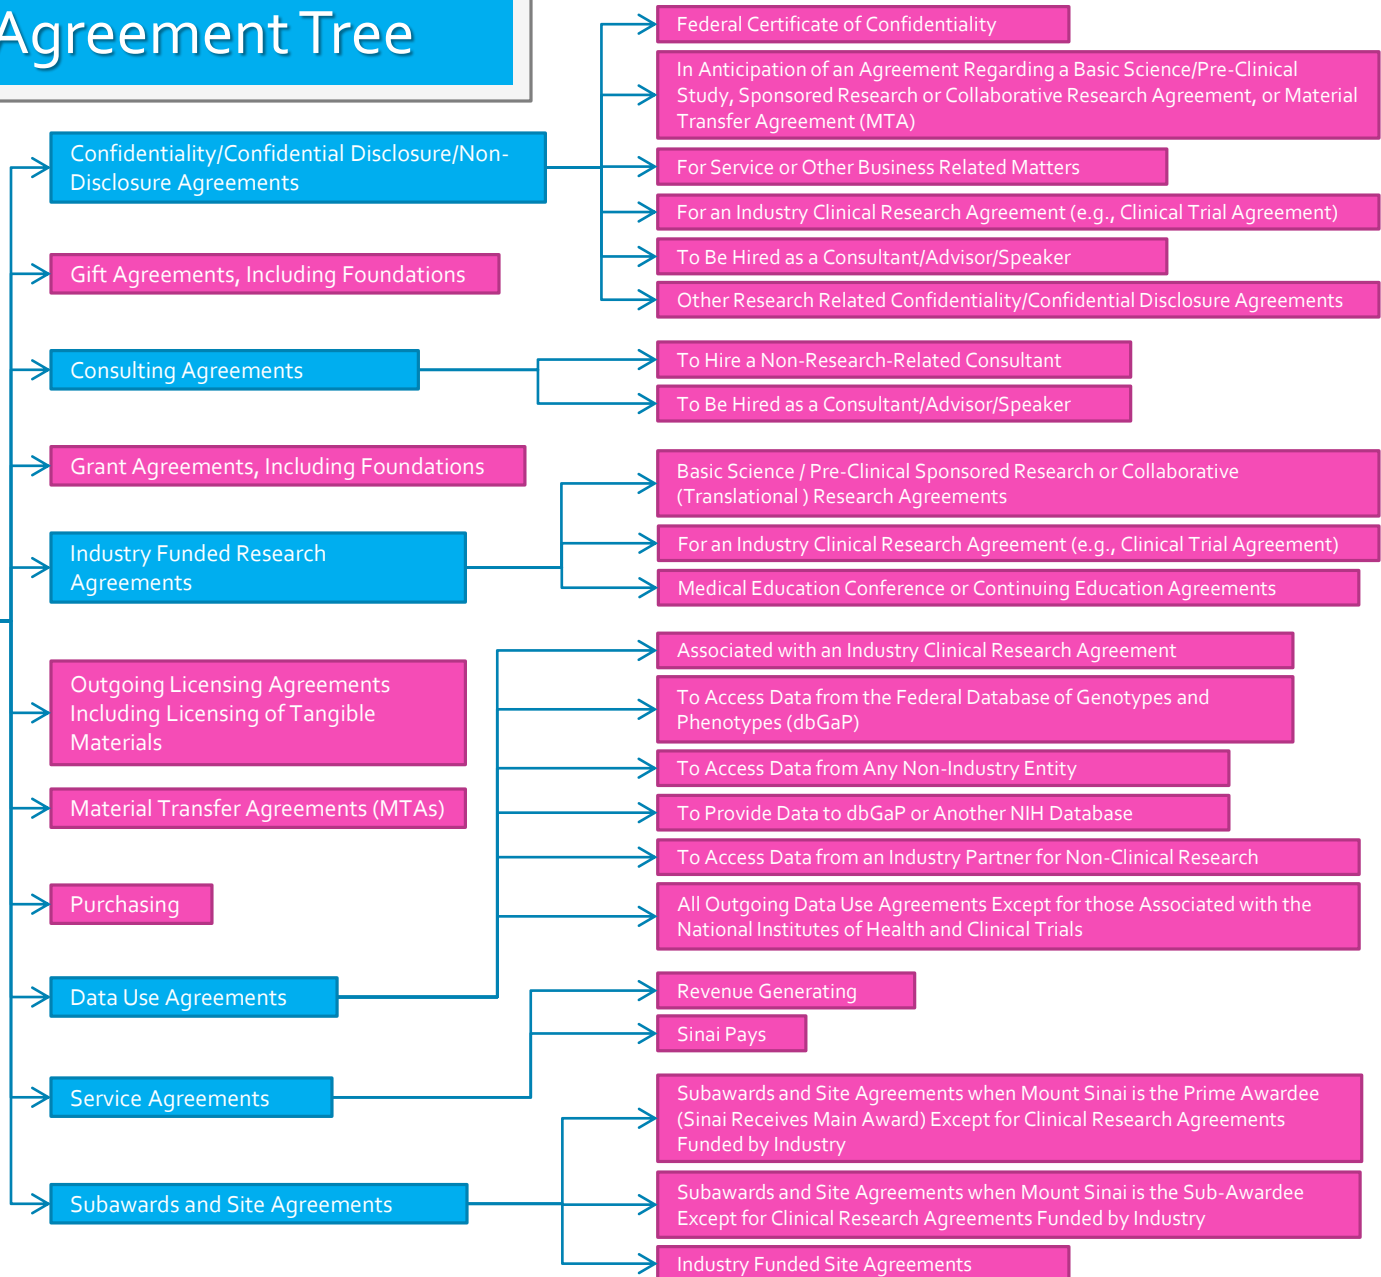 Agreement Tree
Confidentiality/Confidential Disclosure/Non-
Disclosure Agreements
Federal Certificate of Confidentiality
In Anticipation of an Agreement Regarding a Basic Science/Pre-Clinical
Study, Sponsored Research or Collaborative Research Agreement, or Material
Transfer Agreement (MTA)
For Service or Other Business Related Matters
For an Industry Clinical Research Agreement (e.g., Clinical Trial Agreement)
To Be Hired as a Consultant/Advisor/Speaker
Other Research Related Confidentiality/Confidential Disclosure Agreements
Gift Agreements, Including Foundations
Consulting Agreements
To Hire a Non-Research-Related Consultant
To Be Hired as a Consultant/Advisor/Speaker
Grant Agreements, Including Foundations
Industry Funded Research
Agreements
Basic Science / Pre-Clinical Sponsored Research or Collaborative
(Translational ) Research Agreements
For an Industry Clinical Research Agreement (e.g., Clinical Trial Agreement)
Medical Education Conference or Continuing Education Agreements
Outgoing Licensing Agreements
Including Licensing of Tangible
Materials
Material Transfer Agreements (MTAs)
Purchasing
Data Use Agreements
Associated with an Industry Clinical Research Agreement
To Access Data from the Federal Database of Genotypes and
Phenotypes (dbGaP)
To Access Data from Any Non-Industry Entity
To Provide Data to dbGaP or Another NIH Database
To Access Data from an Industry Partner for Non-Clinical Research
All Outgoing Data Use Agreements Except for those Associated with the
National Institutes of Health and Clinical Trials
Service Agreements
Revenue Generating
Sinai Pays
Subawards and Site Agreements
Subawards and Site Agreements when Mount Sinai is the Prime Awardee
(Sinai Receives Main Award) Except for Clinical Research Agreements
Funded by Industry
Subawards and Site Agreements when Mount Sinai is the Sub-Awardee
Except for Clinical Research Agreements Funded by Industry
Industry Funded Site Agreements